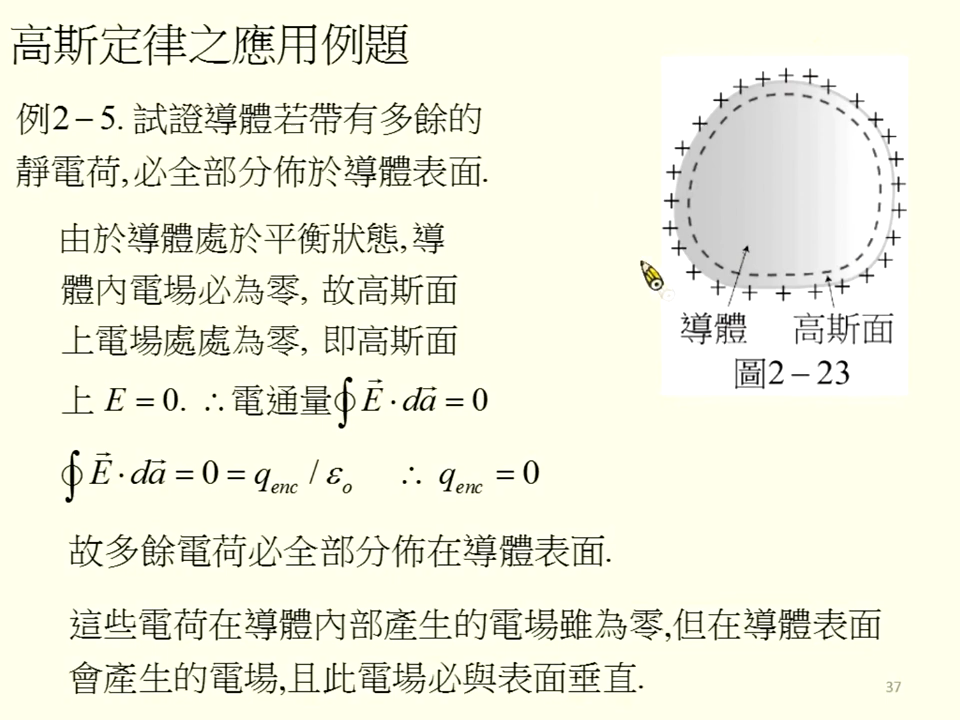 高斯定律之應用例題
例2－5. 試證導體若帶有多餘的
靜電荷, 必全部分佈於導體表面.
由於導體處於平衡狀態, 導
體內電場必為零, 故高斯面
上電場處處為零, 即高斯面
上 E = 0. ∴電通量∮E⃗ · da⃗ = 0
∮E⃗ · da⃗ = 0 = q_enc / ε_o ∴ q_enc = 0
故多餘電荷必全部分佈在導體表面.
這些電荷在導體內部產生的電場雖為零,但在導體表面
會產生的電場,且此電場必與表面垂直.
導體 高斯面
圖2－23
37